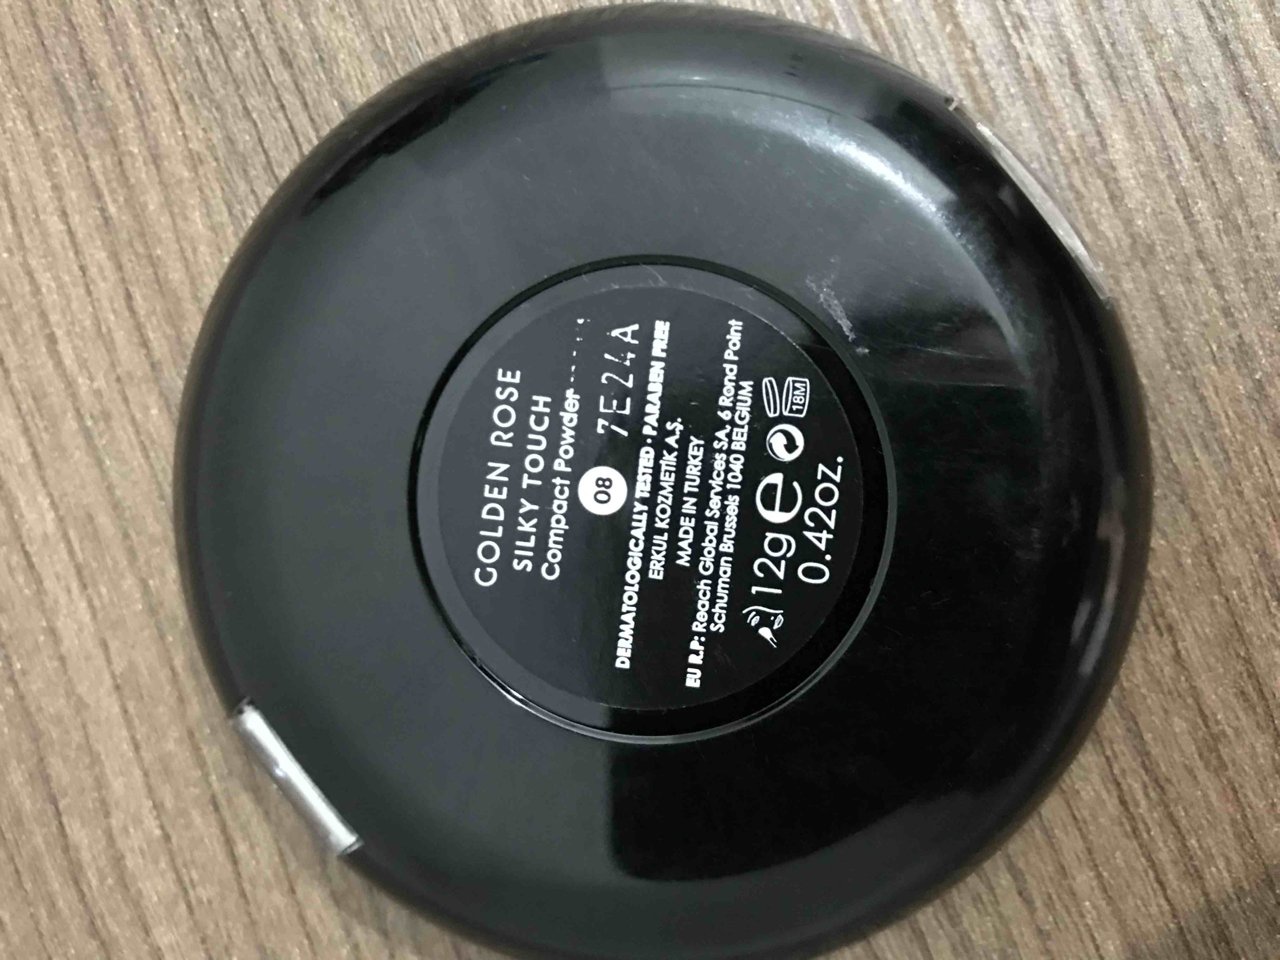 GOLDEN ROSE
SILKY TOUCH
Compact Powder
08
7E24A
DERMATOLOGICALLY TESTED • PARABEN FREE
ERKUL KOZMETİK A.Ş.
MADE IN TURKEY
EU R.P: Reach Global Services SA, 6 Rond Point
Schuman Brussels 1040 BELGIUM
12g e 18M
0.42oz.